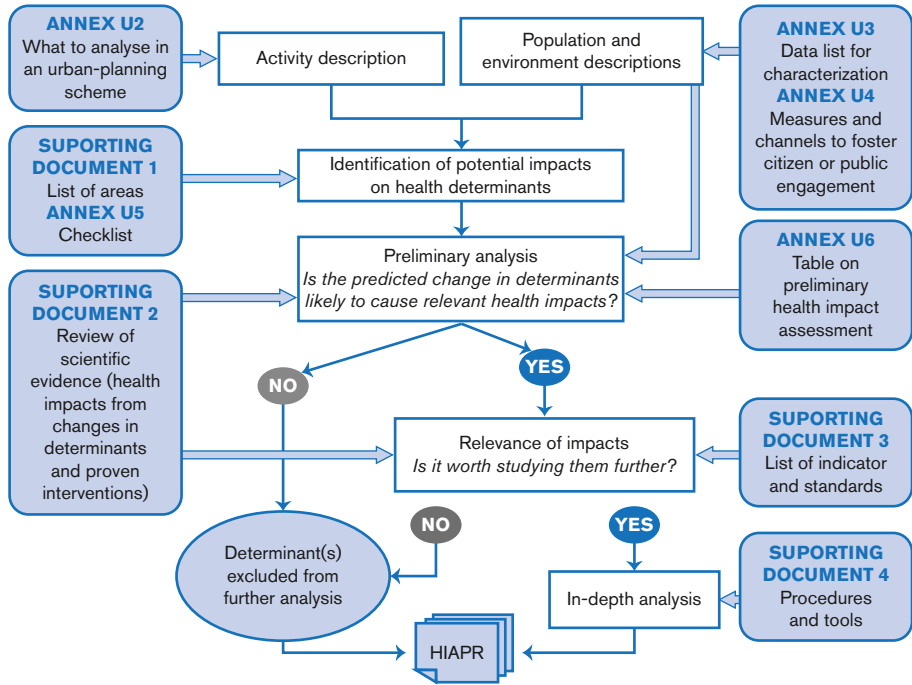 ANNEX U2
What to analyse in
an urban-planning
scheme
Activity description
Population and
environment descriptions
ANNEX U3
Data list for
characterization
ANNEX U4
Measures and
channels to foster
citizen or public
engagement
SUPORTING
DOCUMENT 1
List of areas
ANNEX U5
Checklist
Identification of potential impacts
on health determinants
Preliminary analysis
Is the predicted change in determinants
likely to cause relevant health impacts?
ANNEX U6
Table on
preliminary
health impact
assessment
SUPORTING
DOCUMENT 2
Review of
scientific
evidence (health
impacts from
changes in
determinants
and proven
interventions)
NO
YES
Relevance of impacts
Is it worth studying them further?
SUPORTING
DOCUMENT 3
List of indicator
and standards
NO
YES
Determinant(s)
excluded from
further analysis
In-depth analysis
SUPORTING
DOCUMENT 4
Procedures
and tools
HIAPR